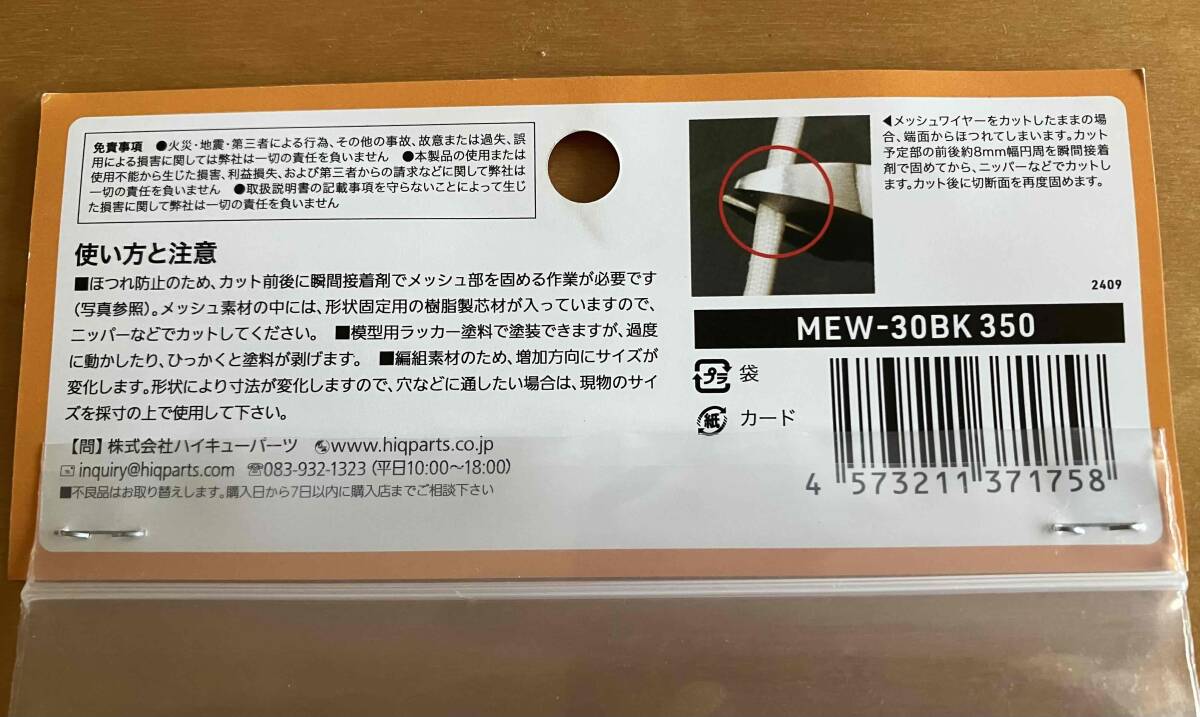 免責事項 ●火災・地震・第三者による行為、その他の事故、故意または過失、誤
用による損害に関しては弊社は一切の責任を負いません ●本製品の使用または
使用不能から生じた損害、利益損失、および第三者からの請求などに関して弊社は
一切の責任を負いません ●取扱説明書の記載事項を守らないことによって生じ
た損害に関して弊社は一切の責任を負いません
使い方と注意
■ほつれ防止のため、カット前後に瞬間接着剤でメッシュ部を固める作業が必要です
(写真参照)。メッシュ素材の中には、形状固定用の樹脂製芯材が入っていますので、
ニッパーなどでカットしてください。 ■模型用ラッカー塗料で塗装できますが、過度
に動かしたり、ひっかくと塗料が剥げます。 ■編組素材のため、増加方向にサイズが
変化します。形状により寸法が変化しますので、穴などに通したい場合は、現物のサイ
ズを採寸の上で使用して下さい。
【問】株式会社ハイキューパーツ www.hiqparts.co.jp
inquiry@hiqparts.com ☎083-932-1323 (平日10:00〜18:00)
■不良品はお取り替えします。購入日から7日以内に購入店までご相談下さい
◀メッシュワイヤーをカットしたままの場
合、端面からほつれてしまいます。カット
予定部の前後約8mm幅円周を瞬間接着
剤で固めてから、ニッパーなどでカットし
ます。カット後に切断面を再度固めます。
2409
MEW-30BK 350
プラ 袋
紙 カード
4 573211 371758